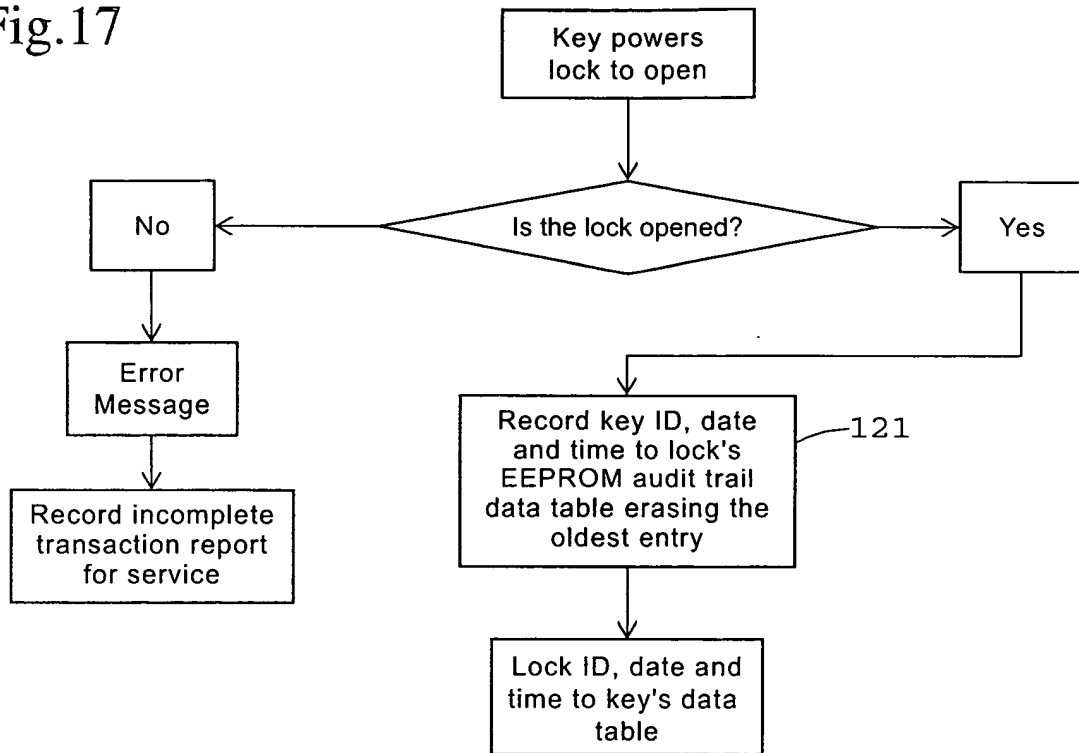 Fig.17
Key powers
lock to open
Is the lock opened?
No
Yes
Error
Message
Record incomplete
transaction report
for service
Record key ID, date
and time to lock's
EEPROM audit trail
data table erasing the
oldest entry
121
Lock ID, date and
time to key's data
table